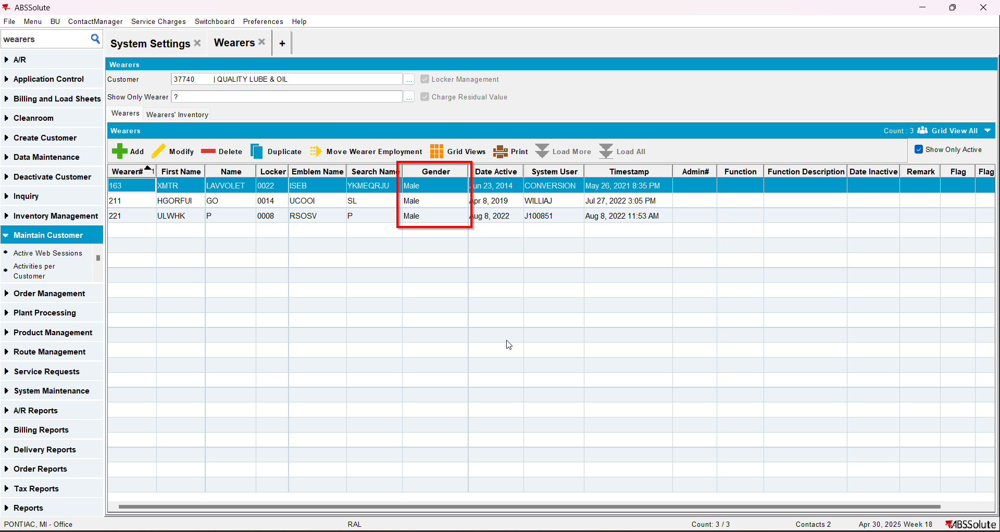 ABSSolute
File Menu BU ContactManager Service Charges Switchboard Preferences Help
wearers
System Settings
Wearers
+
A/R
Application Control
Billing and Load Sheets
Cleanroom
Create Customer
Data Maintenance
Deactivate Customer
Inquiry
Inventory Management
Maintain Customer
Active Web Sessions
Activities per
Customer
Order Management
Plant Processing
Product Management
Route Management
Service Requests
System Maintenance
A/R Reports
Billing Reports
Delivery Reports
Order Reports
Tax Reports
Reports
Wearers
Customer 37740 | QUALITY LUBE & OIL ... Locker Management
Show Only Wearer ? ... Charge Residual Value
Wearers Wearers' Inventory
Wearers Count : 3 Grid View All
Add Modify Delete Duplicate Move Wearer Employment Grid Views Print Load More Load All Show Only Active
Wearer# 1 First Name Name Locker Emblem Name Search Name Gender Date Active System User Timestamp Admin# Function Function Description Date Inactive Remark Flag Flag
163 XMTR LAVVOLET 0022 ISEB YKMEQRJU Male Jun 23, 2014 CONVERSION May 26, 2021 8:35 PM
211 HGORFUI GO 0014 UCOOI SL Male Apr 8, 2019 WILLIAJ Jul 27, 2022 3:05 PM
221 ULWHK P 0008 RSOSV P Male Aug 8, 2022 J100851 Aug 8, 2022 11:53 AM
PONTIAC, MI - Office RAL Count: 3 / 3 Contacts 2 Apr 30, 2025 Week 18 ABSSolute